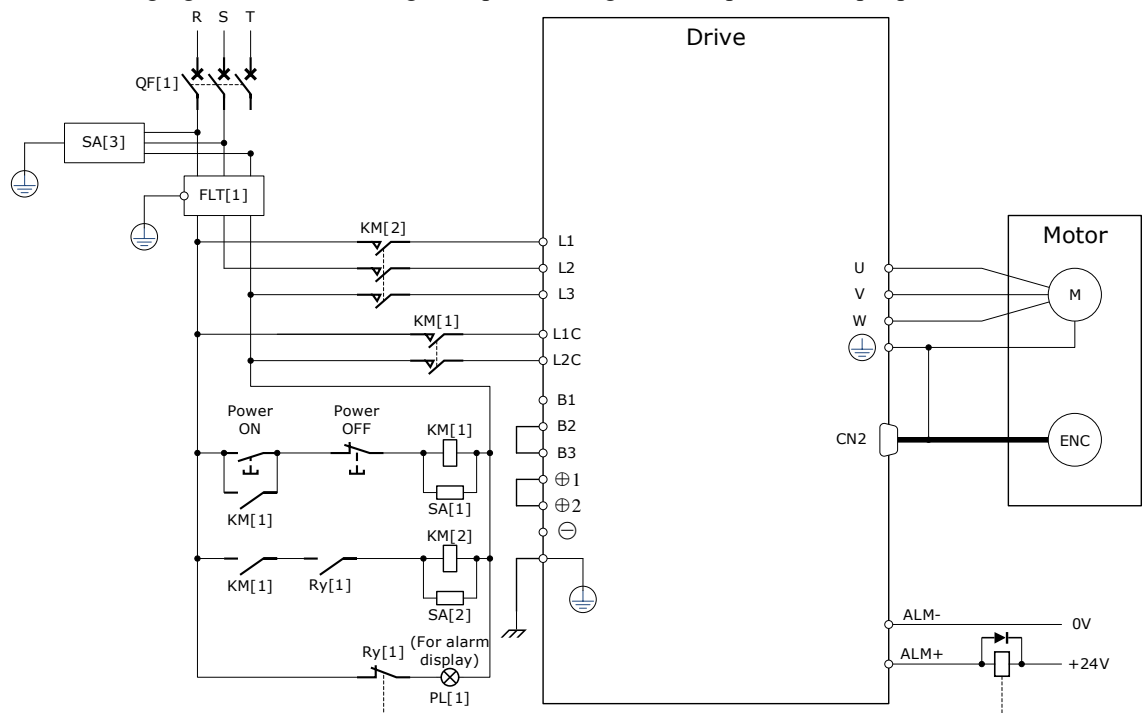 R S T
Drive
QF[1]
SA[3]
FLT[1]
KM[2]
L1
L2
L3
KM[1]
L1C
L2C
Motor
U
V
W
M
B1
B2
B3
⊕1
⊕2
⊖
CN2
ENC
Power
ON
Power
OFF
KM[1]
SA[1]
KM[1]
KM[2]
KM[1]
Ry[1]
SA[2]
Ry[1]
(For alarm
display)
PL[1]
ALM-
0V
ALM+
+24V